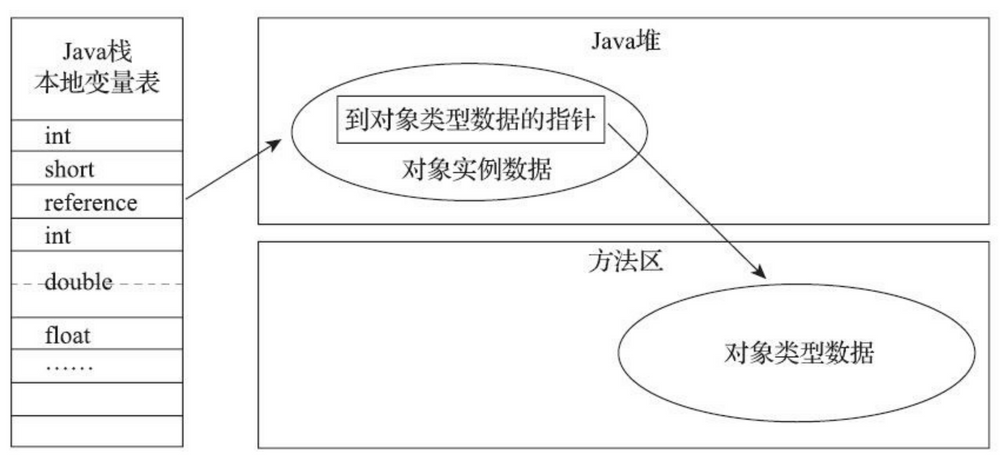 Java栈
本地变量表
int
short
reference
int
double
float
……
Java堆
到对象类型数据的指针
对象实例数据
方法区
对象类型数据